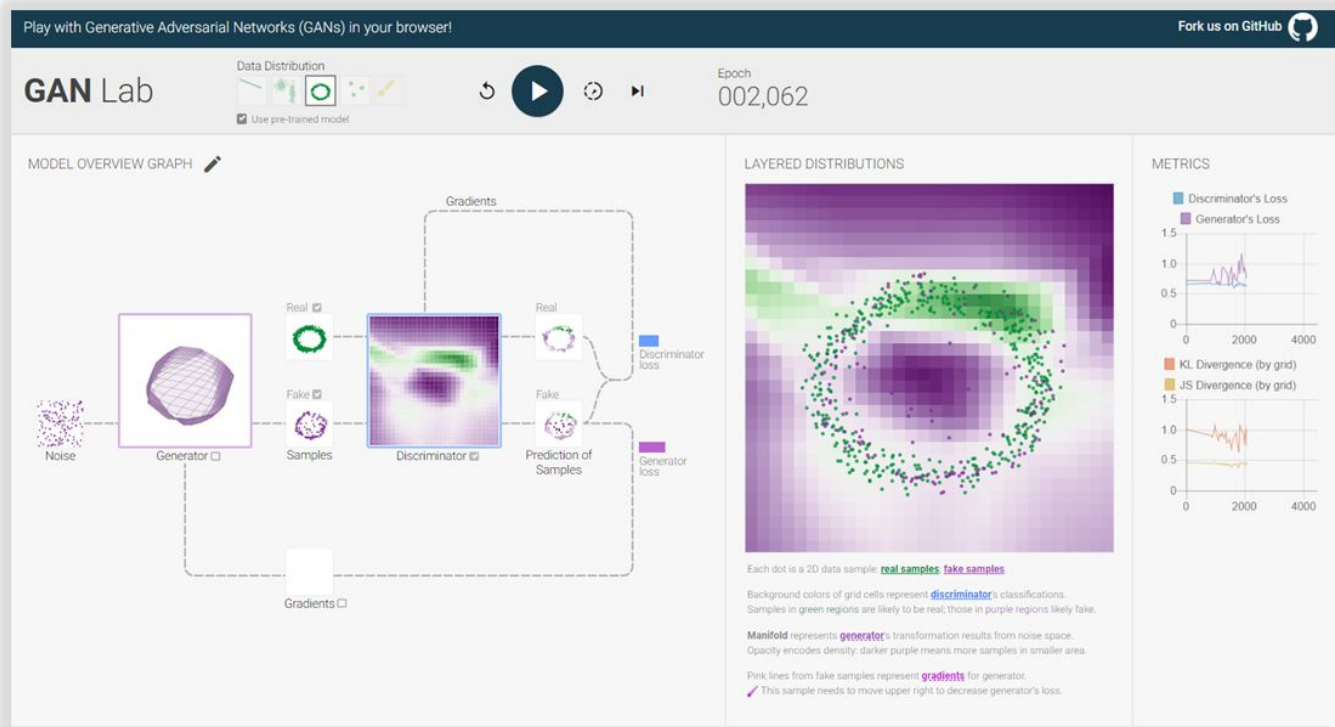 Play with Generative Adversarial Networks (GANs) in your browser!
Fork us on GitHub
GAN Lab
Data Distribution
Use pre-trained model
Epoch
002,062
MODEL OVERVIEW GRAPH
Gradients
Real
Fake
Noise
Generator
Samples
Discriminator
Real
Fake
Prediction of
Samples
Discriminator
loss
Generator
loss
Gradients
LAYERED DISTRIBUTIONS
Each dot is a 2D data sample: real samples; fake samples.
Background colors of grid cells represent discriminator's classifications.
Samples in green regions are likely to be real; those in purple regions likely fake.
Manifold represents generator's transformation results from noise space.
Opacity encodes density: darker purple means more samples in smaller area.
Pink lines from fake samples represent gradients for generator.
This sample needs to move upper right to decrease generator's loss.
METRICS
Discriminator's Loss
Generator's Loss
1.5
1.0
0.5
0
0 2000 4000
KL Divergence (by grid)
JS Divergence (by grid)
1.5
1.0
0.5
0
0 2000 4000